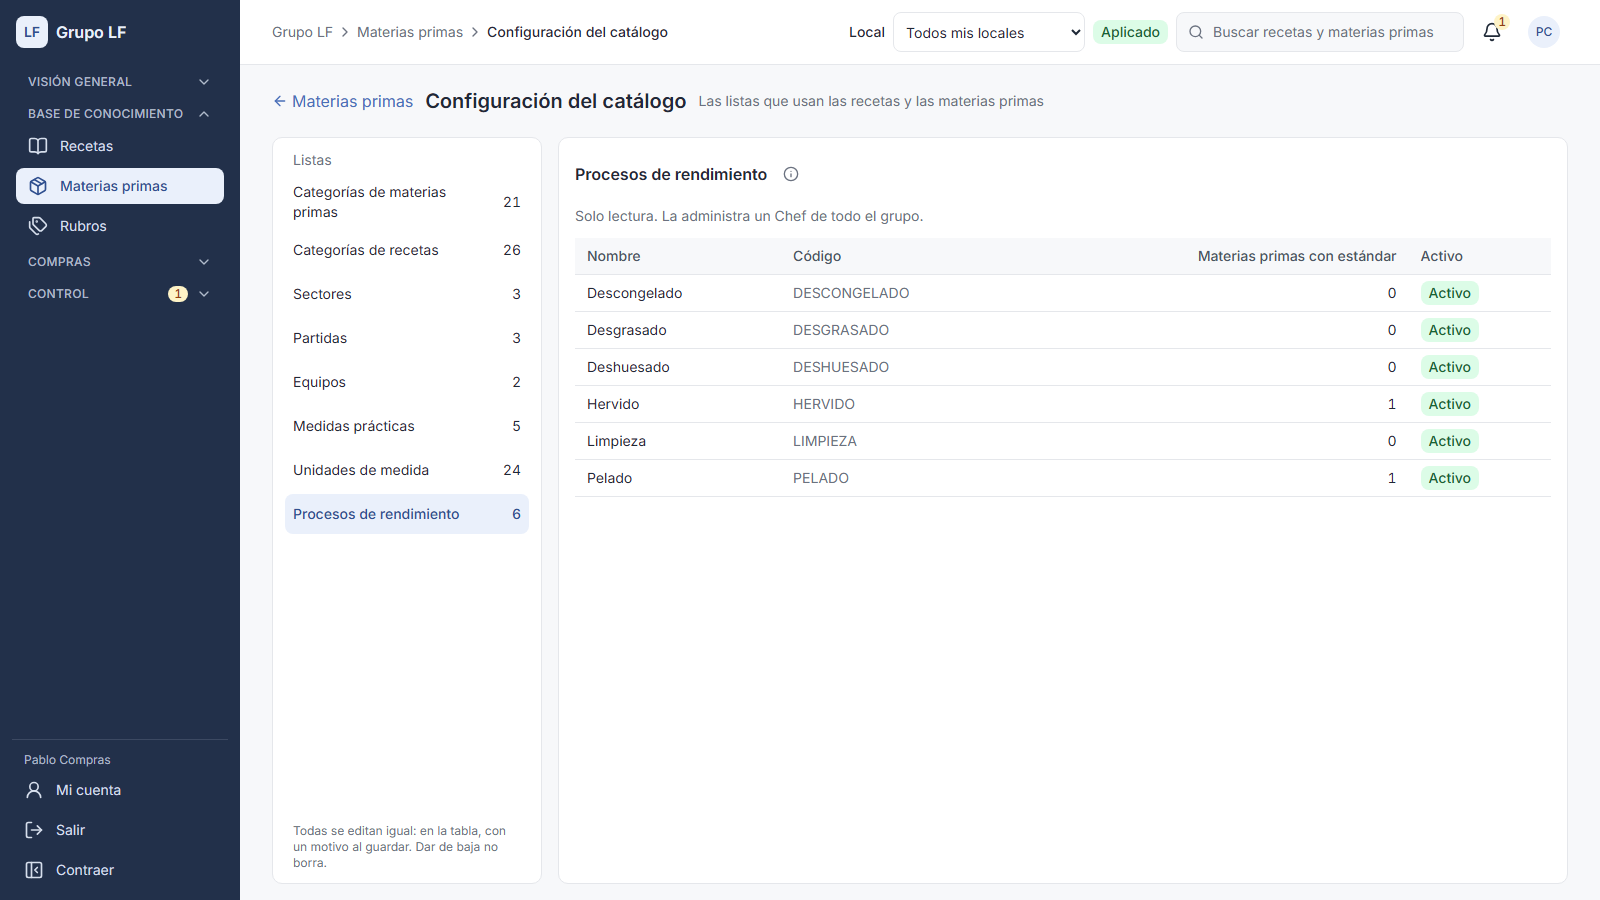 LF Grupo LF
VISIÓN GENERAL
BASE DE CONOCIMIENTO
Recetas
Materias primas
Rubros
COMPRAS
CONTROL 1
Pablo Compras
Mi cuenta
Salir
Contraer
Grupo LF Materias primas Configuración del catálogo
Local Todos mis locales Aplicado Buscar recetas y materias primas 1 PC
Materias primas Configuración del catálogo Las listas que usan las recetas y las materias primas
Listas
Categorías de materias
primas 21
Categorías de recetas 26
Sectores 3
Partidas 3
Equipos 2
Medidas prácticas 5
Unidades de medida 24
Procesos de rendimiento 6
Todas se editan igual: en la tabla, con
un motivo al guardar. Dar de baja no
borra.
Procesos de rendimiento
Solo lectura. La administra un Chef de todo el grupo.
Nombre Código Materias primas con estándar Activo
Descongelado DESCONGELADO 0 Activo
Desgrasado DESGRASADO 0 Activo
Deshuesado DESHUESADO 0 Activo
Hervido HERVIDO 1 Activo
Limpieza LIMPIEZA 0 Activo
Pelado PELADO 1 Activo